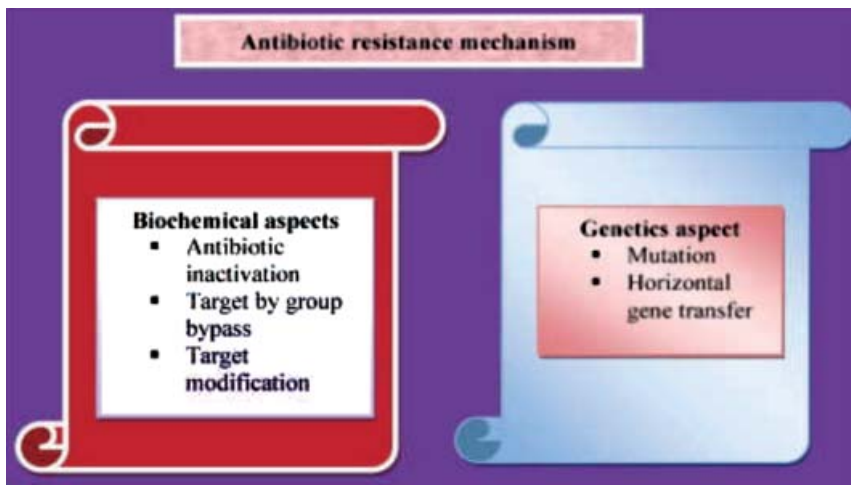 Antibiotic resistance mechanism
Biochemical aspects
▪ Antibiotic
inactivation
▪ Target by group
bypass
▪ Target
modification
Genetics aspect
▪ Mutation
▪ Horizontal
gene transfer